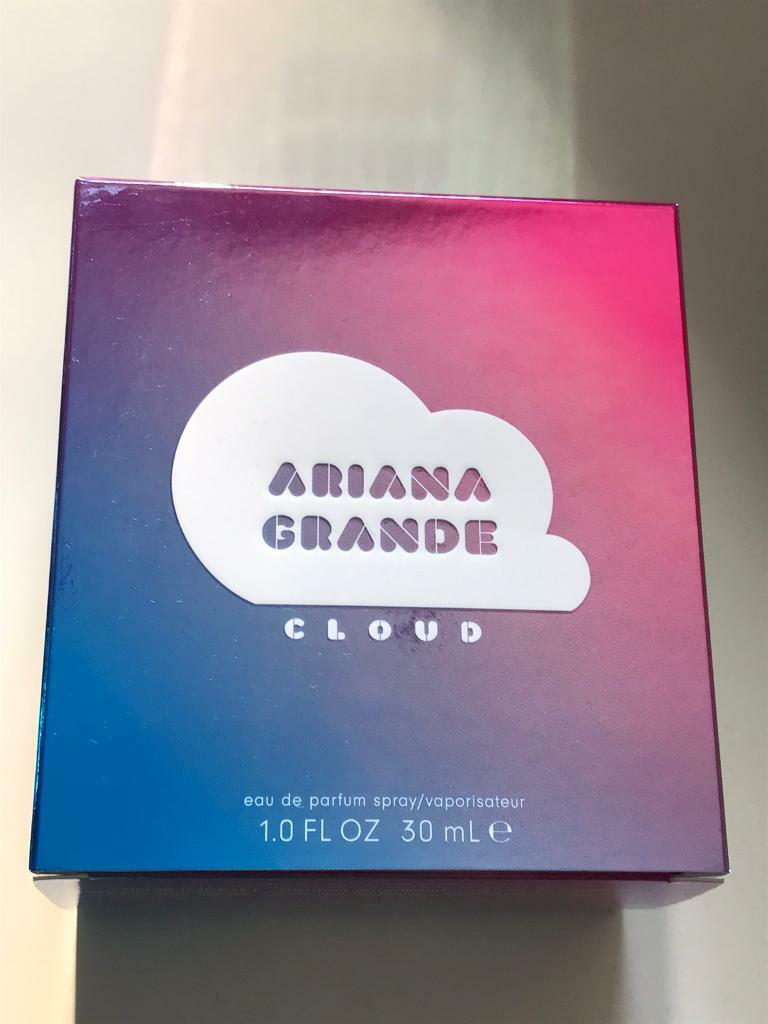 ARIANA
GRANDE
CLOUD
eau de parfum spray/vaporisateur
1.0 FL OZ 30 mL ℮